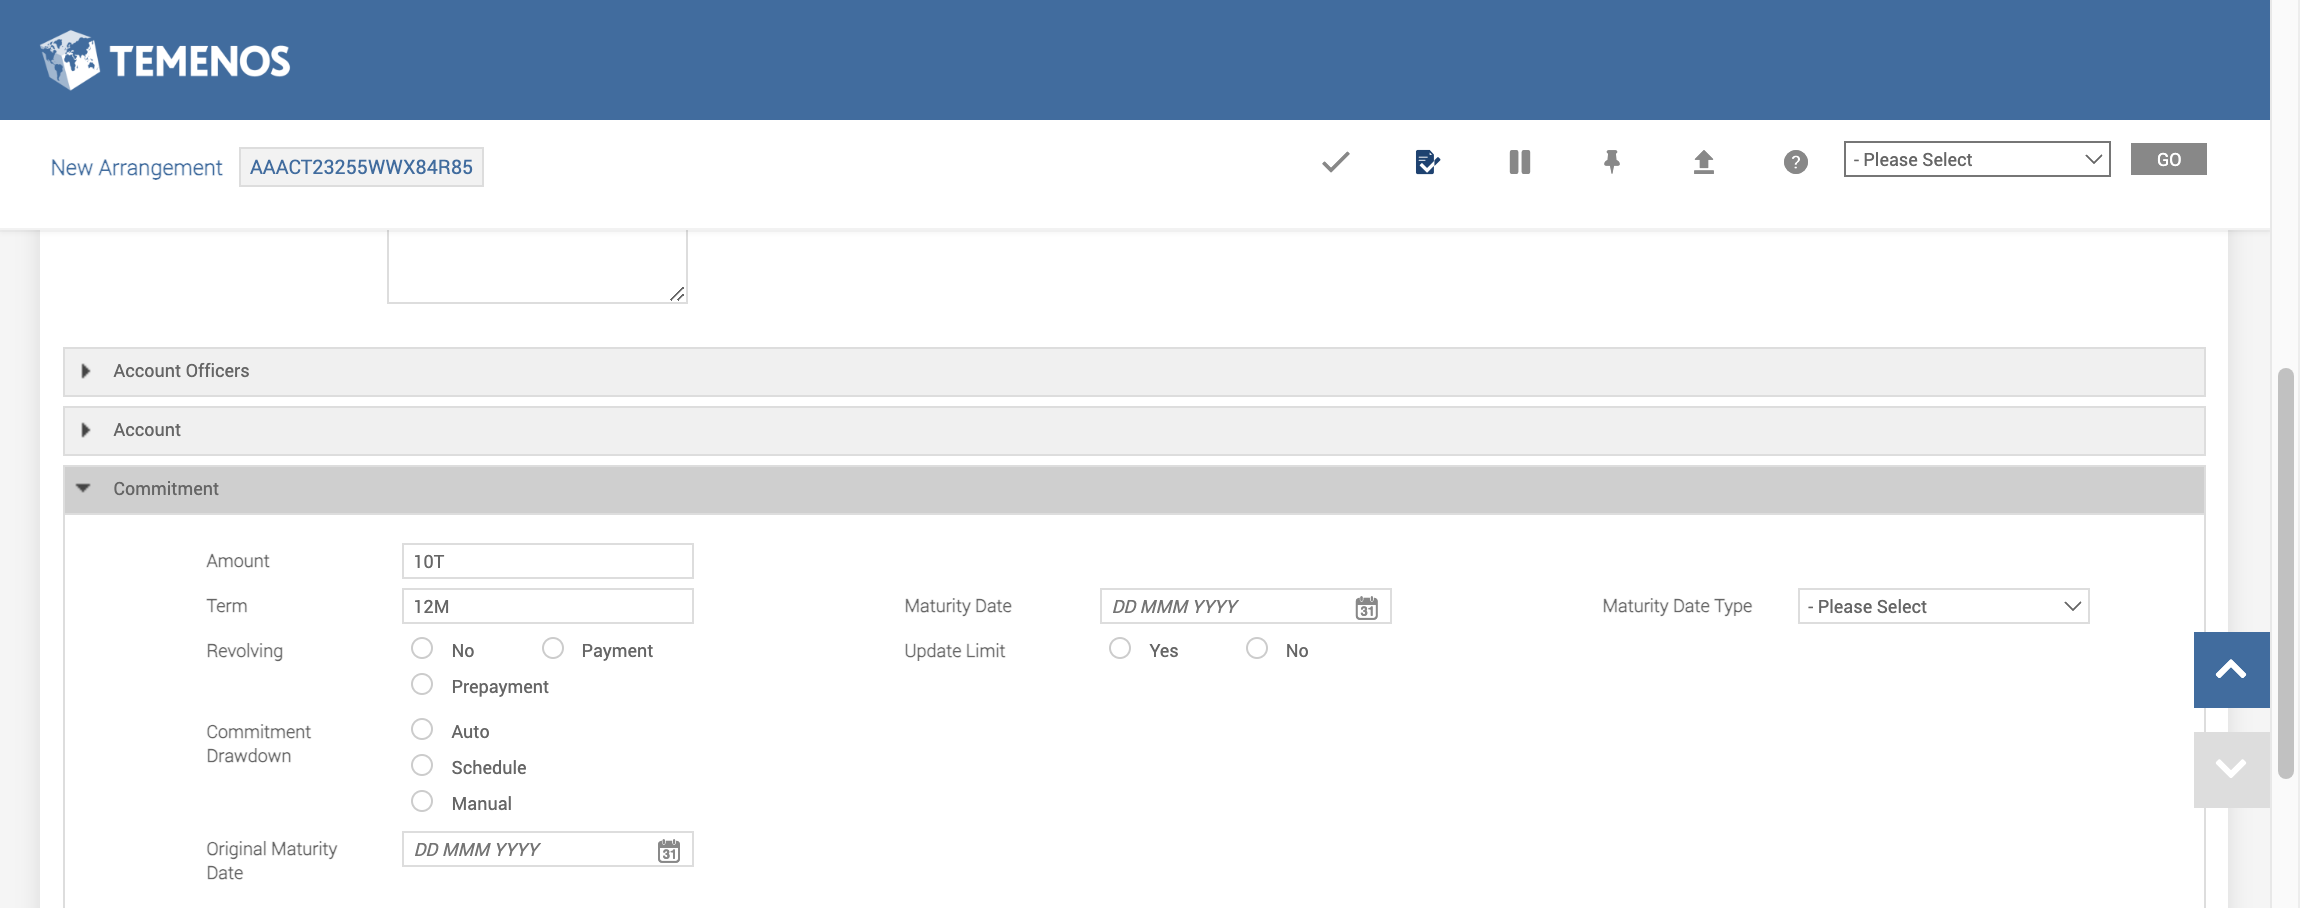 TEMENOS
New Arrangement AAACT23255WWX84R85 ? - Please Select GO
Account Officers
Account
Commitment
Amount 10T
Term 12M Maturity Date DD MMM YYYY 31 Maturity Date Type - Please Select
Revolving No Payment Update Limit Yes No
Prepayment
Commitment Drawdown Auto
Schedule
Manual
Original Maturity Date DD MMM YYYY 31